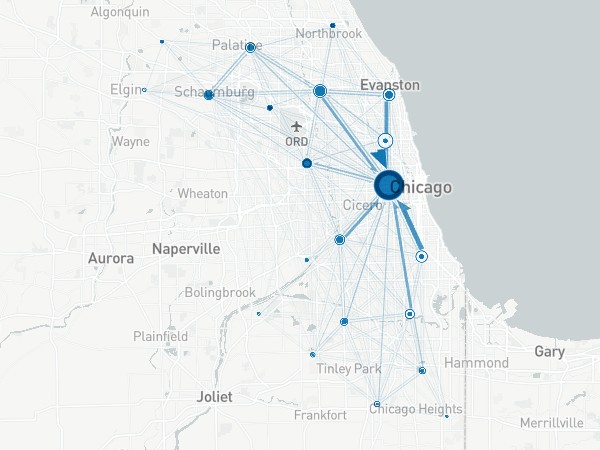 Algonquin
Northbrook
Palatine
Evanston
Elgin
Schaumburg
Wayne
ORD
Chicago
Wheaton
Cicero
Naperville
Aurora
Bolingbrook
Plainfield
Gary
Hammond
Tinley Park
Joliet
Chicago Heights
Frankfort
Merrillville